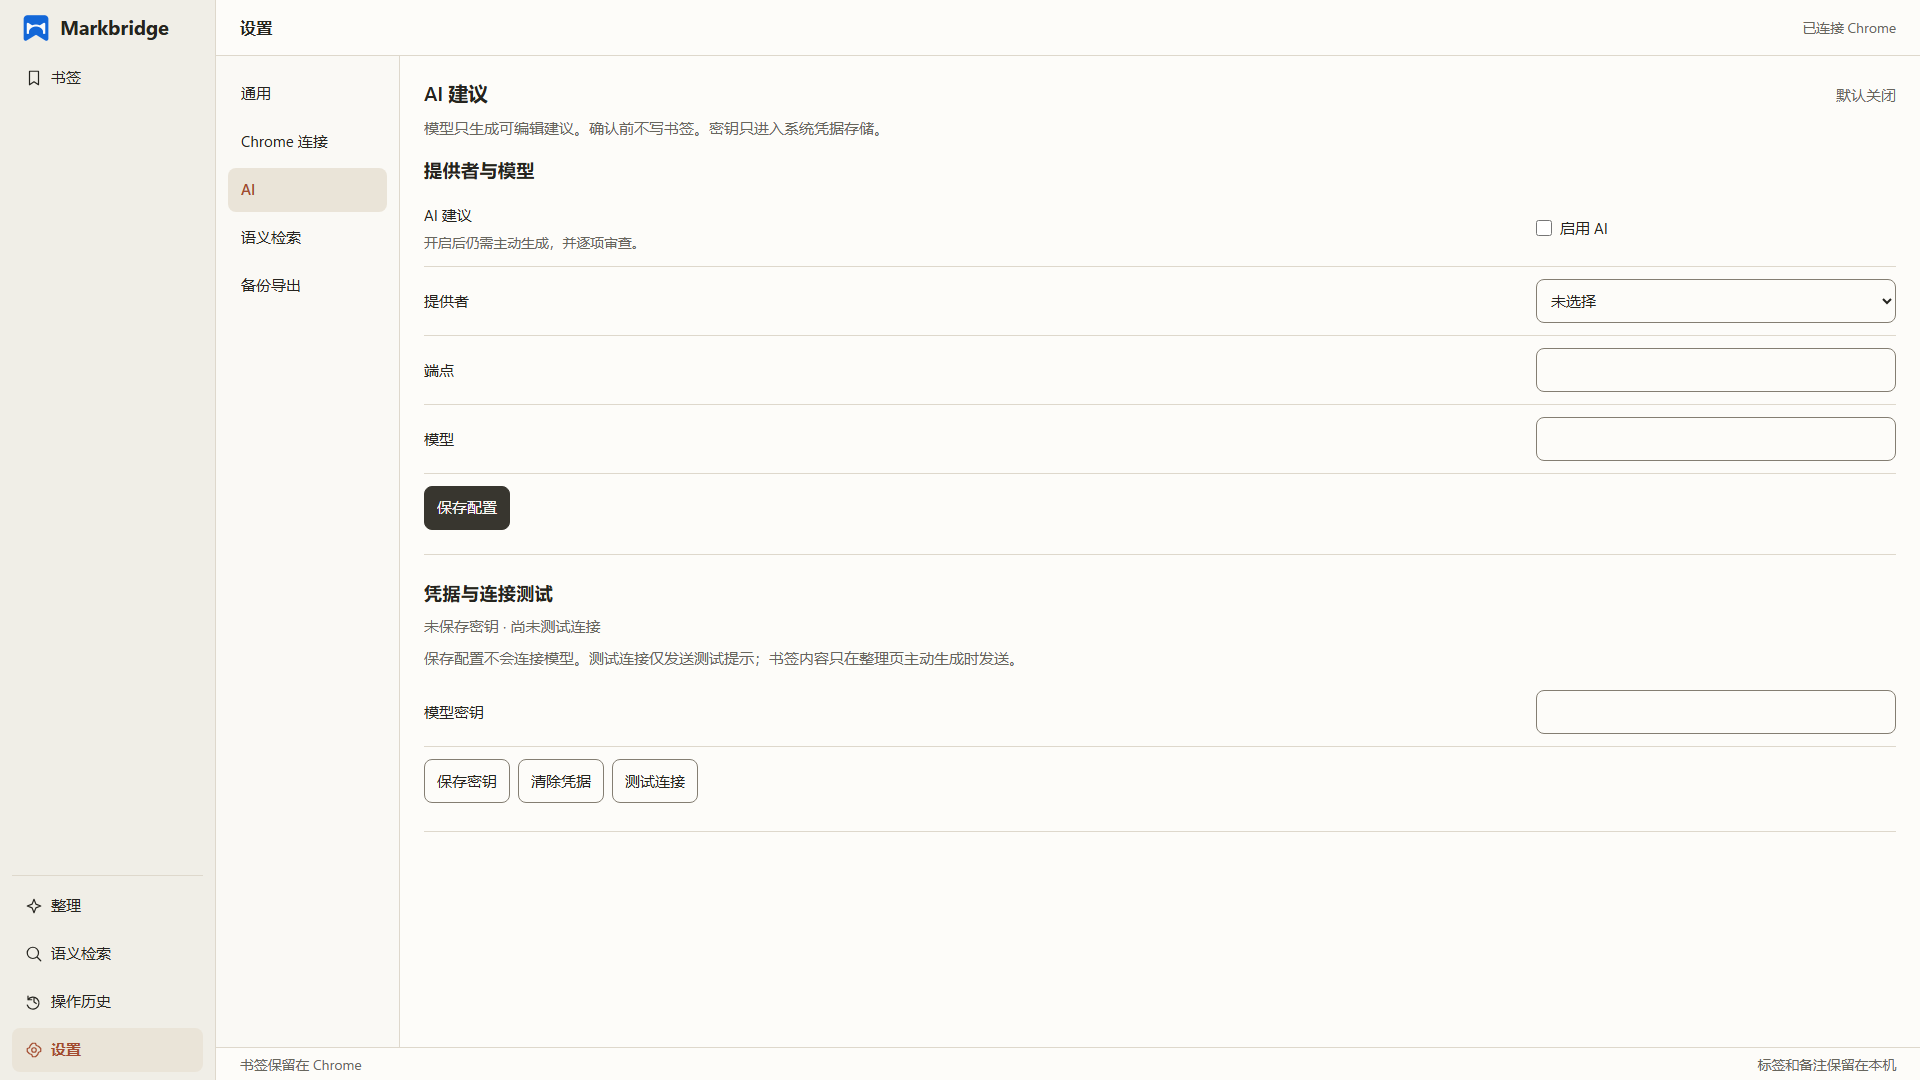 Markbridge
书签
整理
语义检索
操作历史
设置
设置
已连接 Chrome
通用
Chrome 连接
AI
语义检索
备份导出
AI 建议
默认关闭
模型只生成可编辑建议。确认前不写书签。密钥只进入系统凭据存储。
提供者与模型
AI 建议
开启后仍需主动生成，并逐项审查。
启用 AI
提供者
未选择
端点
模型
保存配置
凭据与连接测试
未保存密钥 · 尚未测试连接
保存配置不会连接模型。测试连接仅发送测试提示；书签内容只在整理页主动生成时发送。
模型密钥
保存密钥
清除凭据
测试连接
书签保留在 Chrome
标签和备注保留在本机